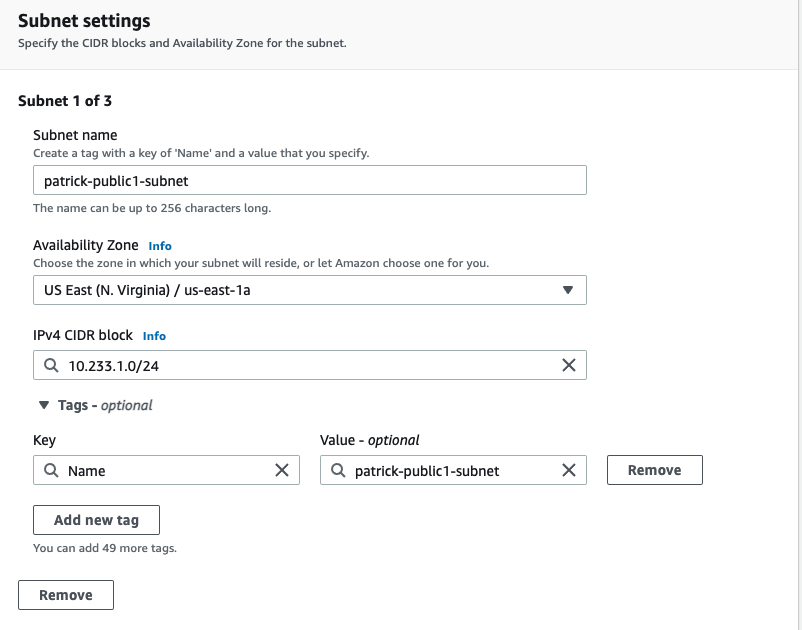 Subnet settings
Specify the CIDR blocks and Availability Zone for the subnet.
Subnet 1 of 3
Subnet name
Create a tag with a key of 'Name' and a value that you specify.
patrick-public1-subnet
The name can be up to 256 characters long.
Availability Zone Info
Choose the zone in which your subnet will reside, or let Amazon choose one for you.
US East (N. Virginia) / us-east-1a
IPv4 CIDR block Info
10.233.1.0/24
Tags - optional
Key Value - optional
Name patrick-public1-subnet Remove
Add new tag
You can add 49 more tags.
Remove